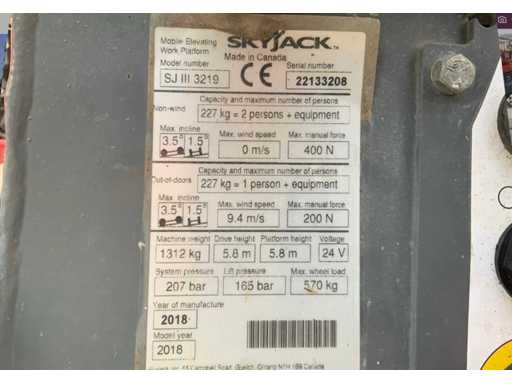 Mobile Elevating
Work Platform
SKYJACK™
Made in Canada
Model number
Serial number
SJ III 3219
CE
22133208
Capacity and maximum number of persons
Non-wind
227 kg = 2 persons + equipment
Max. incline
Max. wind speed
Max. manual force
3.5° 1.5°
0 m/s
400 N
Capacity and maximum number of persons
Out-of-doors
227 kg = 1 person + equipment
Max. incline
Max. wind speed
Max. manual force
3.5° 1.5°
9.4 m/s
200 N
Machine weight
Drive height
Platform height
Voltage
1312 kg
5.8 m
5.8 m
24 V
System pressure
Lift pressure
Max. wheel load
207 bar
165 bar
570 kg
Year of manufacture
2018
Model year
2018